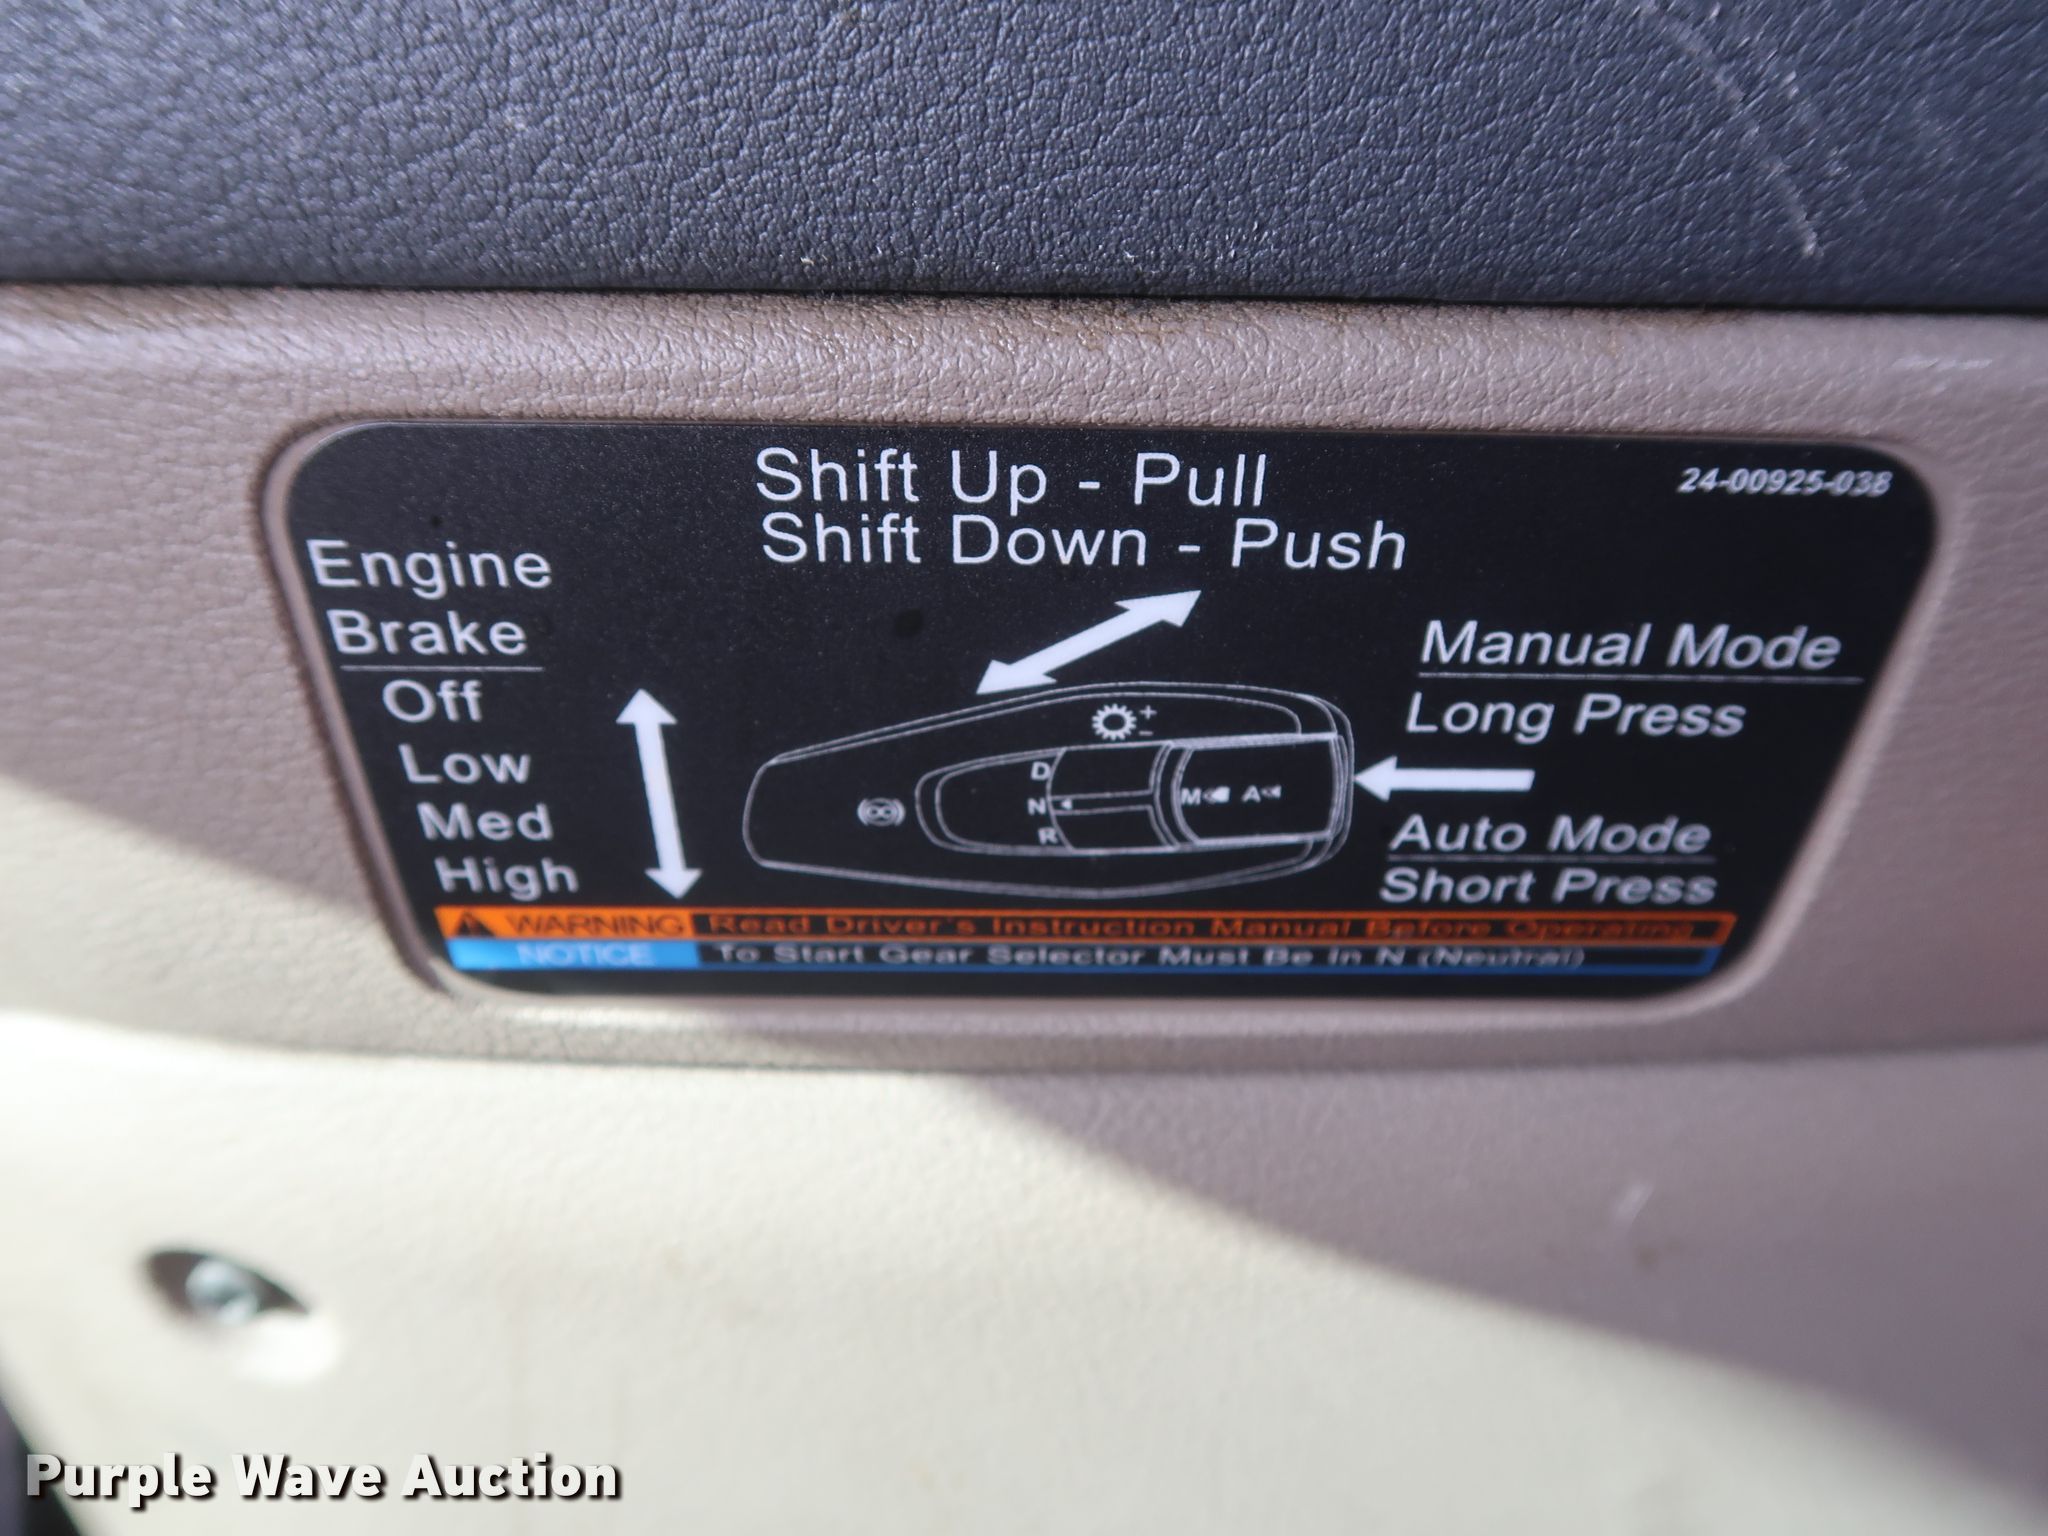 Shift Up - Pull
Shift Down - Push
24-00925-03B
Engine
Brake
Off
Low
Med
High
Manual Mode
Long Press
Auto Mode
Short Press
+
-
D
N
R
M A
WARNING Read Driver's Instruction Manual Before Operating
NOTICE To Start Gear Selector Must Be In N (Neutral)
Purple Wave Auction